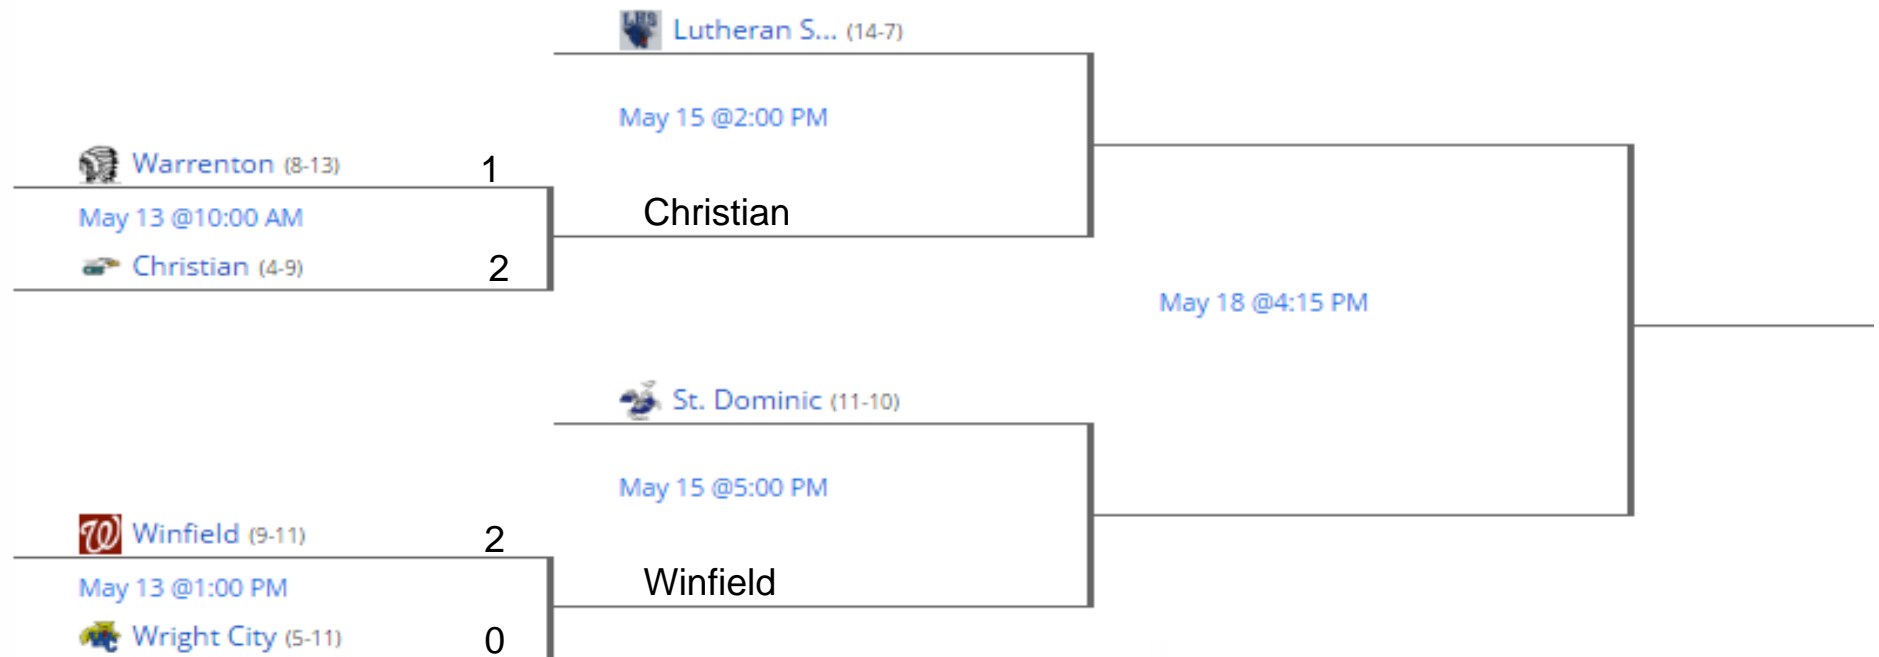 LHS Lutheran S... (14-7)
May 15 @2:00 PM
Warrenton (8-13) 1
May 13 @10:00 AM
Christian
Christian (4-9) 2
May 18 @4:15 PM
St. Dominic (11-10)
May 15 @5:00 PM
Winfield (9-11) 2
May 13 @1:00 PM
Winfield
Wright City (5-11) 0